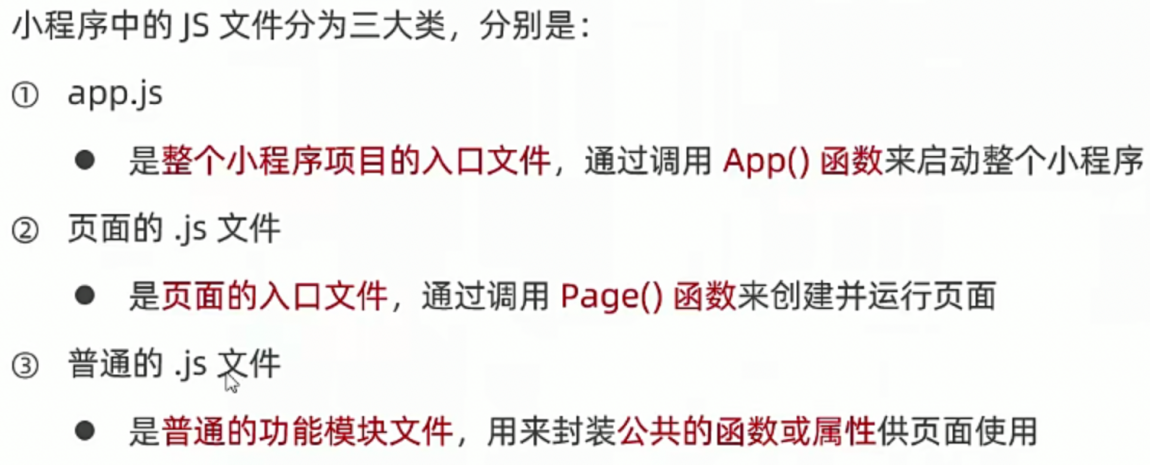 小程序中的 JS 文件分为三大类，分别是：
① app.js
● 是整个小程序项目的入口文件，通过调用 App() 函数来启动整个小程序
② 页面的 .js 文件
● 是页面的入口文件，通过调用 Page() 函数来创建并运行页面
③ 普通的 .js 文件
● 是普通的功能模块文件，用来封装公共的函数或属性供页面使用